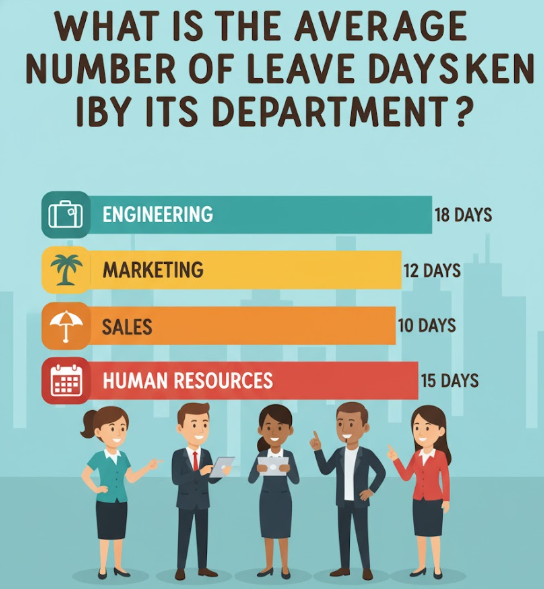 WHAT IS THE AVERAGE
NUMBER OF LEAVE DAYSKEN
IBY ITS DEPARTMENT?
ENGINEERING 18 DAYS
MARKETING 12 DAYS
SALES 10 DAYS
HUMAN RESOURCES 15 DAYS